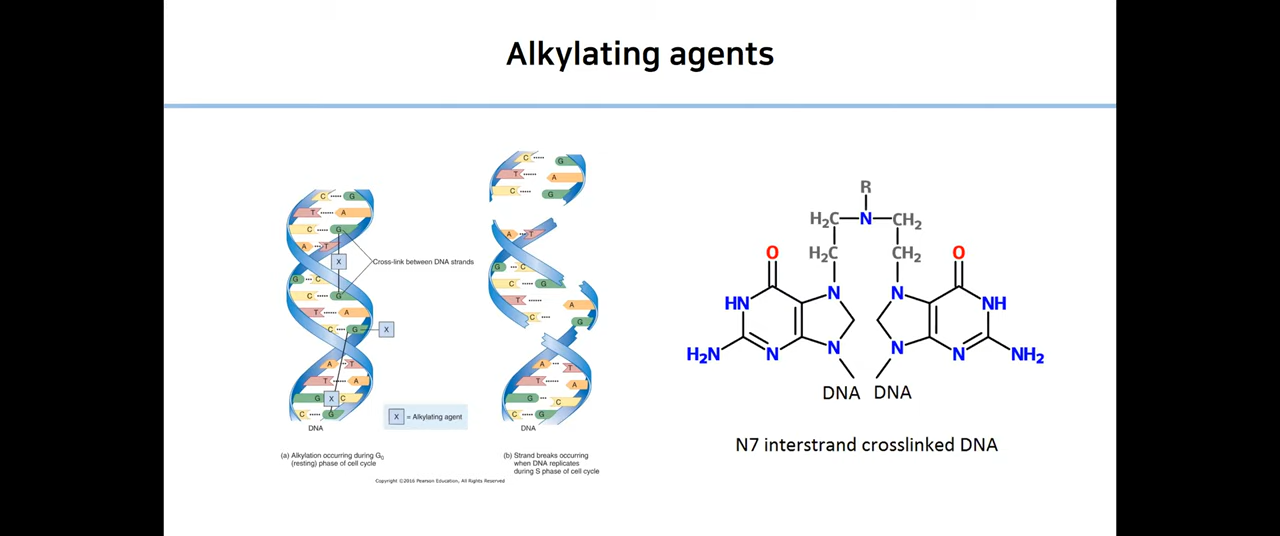 Alkylating agents
C G
T A
C G
A T
X
Cross-link between DNA strands
G C
C G
T A
C G X
A T
T A
G X C
C G
DNA
X = Alkylating agent
(a) Alkylation occurring during G₀
(resting) phase of cell cycle
C G
T A
C G
A T
G C
C G
T A
C G
A T
T A
G C
C G
DNA
(b) Strand breaks occurring
when DNA replicates
during S phase of cell cycle
Copyright ©2016 Pearson Education, All Rights Reserved
R
H₂C N CH₂
O H₂C CH₂ O
HN N N NH
H₂N N N N N NH₂
DNA DNA
N7 interstrand crosslinked DNA